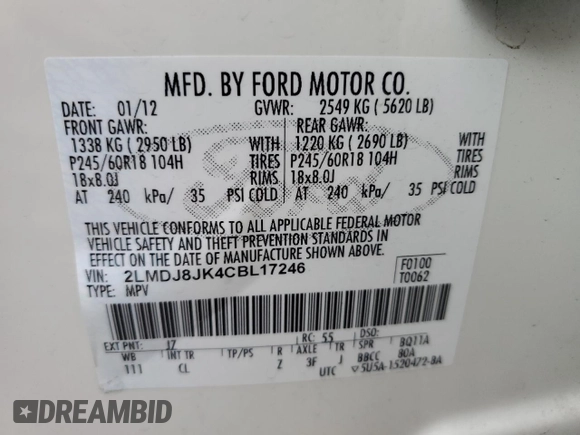 MFD. BY FORD MOTOR CO.
DATE: 01/12 GVWR: 2549 KG ( 5620 LB)
FRONT GAWR: REAR GAWR:
1338 KG ( 2950 LB) WITH 1220 KG ( 2690 LB) WITH
P245/60R18 104H TIRES P245/60R18 104H TIRES
18x8.0J RIMS 18x8.0J RIMS
AT 240 kPa/ 35 PSI COLD AT 240 kPa/ 35 PSI COLD
THIS VEHICLE CONFORMS TO ALL APPLICABLE FEDERAL MOTOR
VEHICLE SAFETY AND THEFT PREVENTION STANDARDS IN
EFFECT ON THE DATE OF MANUFACTURE SHOWN ABOVE.
VIN: 2LMDJ8JK4CBL17246 F0100
TYPE: MPV T0062
EXT PNT: J7 RC: 55 DSO:
WB INT TR TP/PS R AXLE TR SPR BQ11A
111 CL Z 3F J BBCC 80A
UTC ▽5U5A-1520472-BA
DREAMBID